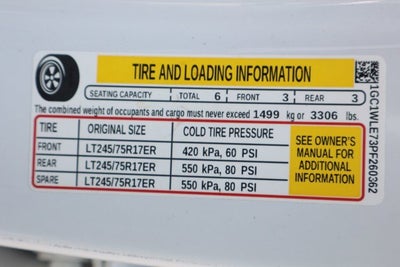 TIRE AND LOADING INFORMATION
SEATING CAPACITY TOTAL 6 FRONT 3 REAR 3
The combined weight of occupants and cargo must never exceed 1499 kg or 3306 lbs.
TIRE ORIGINAL SIZE COLD TIRE PRESSURE
FRONT LT245/75R17ER 420 kPa, 60 PSI
REAR LT245/75R17ER 550 kPa, 80 PSI
SPARE LT245/75R17ER 550 kPa, 80 PSI
SEE OWNER'S
MANUAL FOR
ADDITIONAL
INFORMATION
1GC1WLE73PF260362